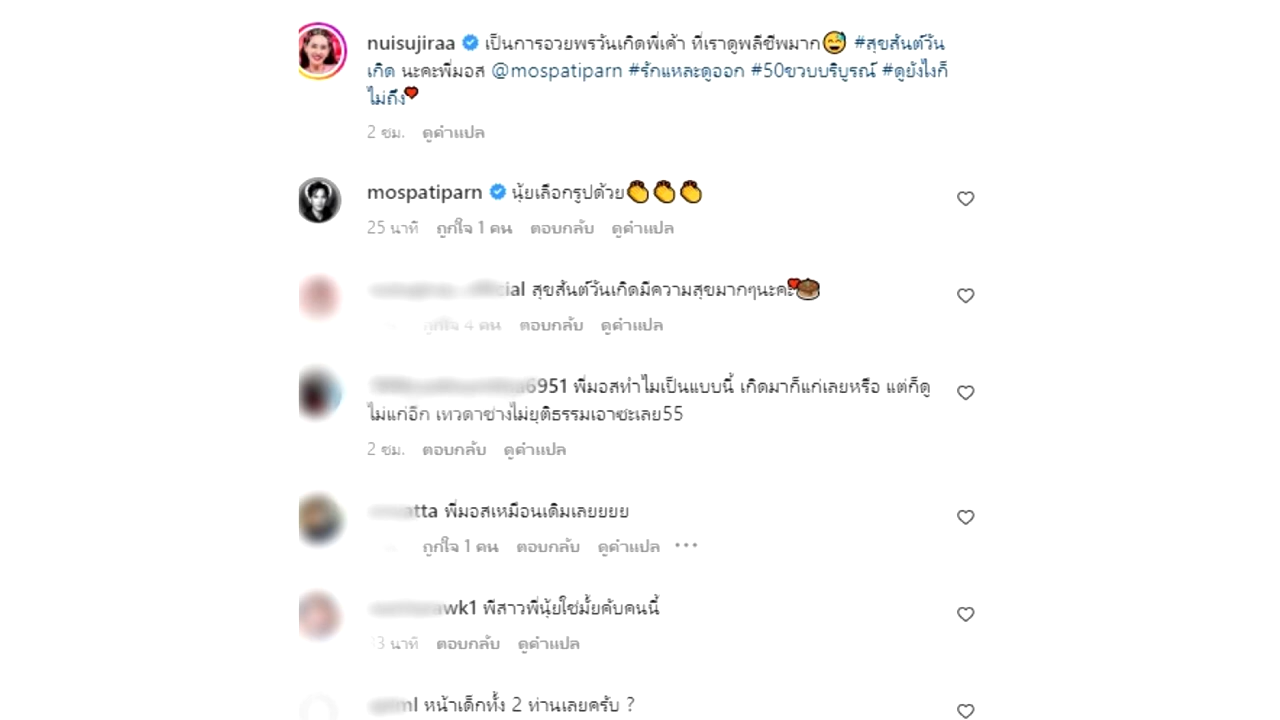 nuisujiraa เป็นการอวยพรวันเกิดพี่เค้า ที่เราดูพลีชีพมาก😅 #สุขสันต์วัน
เกิด นะคะพี่มอส @mospatiparn #รักแหละดูออก #50ขวบบริบูรณ์ #ดูยังไงก็
ไม่ถึง❤️
2 ชม. ดูคำแปล
mospatiparn นุ้ยเลือกรูปด้วย👏👏👏
25 นาที ถูกใจ 1 คน ตอบกลับ ดูคำแปล
cial สุขสันต์วันเกิดมีความสุขมากๆนะคะ❤️🎂
ถูกใจ 4 คน ตอบกลับ ดูคำแปล
6951 พี่มอสทำไมเป็นแบบนี้ เกิดมาก็แก่เลยหรือ แต่ก็ดู
ไม่แก่อีก เทวดาช่างไม่ยุติธรรมเอาซะเลย55
2 ชม. ตอบกลับ ดูคำแปล
atta พี่มอสเหมือนเดิมเลยยยย
ถูกใจ 1 คน ตอบกลับ ดูคำแปล •••
wk1 พี่สาวพี่นุ้ยใช่มั้ยคับคนนี้
นาที ตอบกลับ ดูคำแปล
ml หน้าเด็กทั้ง 2 ท่านเลยครับ ?